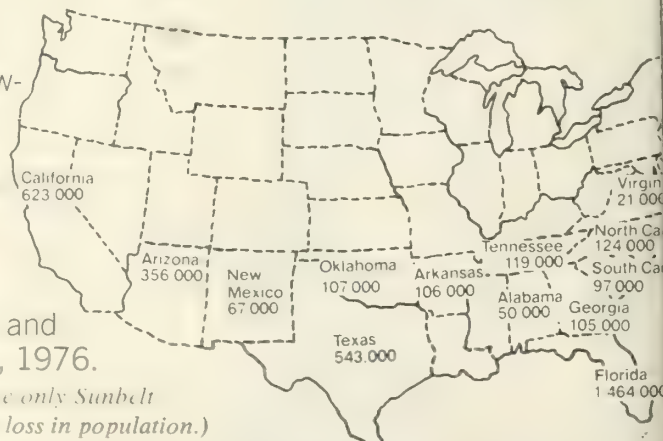 W-
California
623 000
Arizona
356 000
New
Mexico
67 000
Oklahoma
107 000
Texas
543.000
Arkansas
106 000
Tennessee
119 000
Alabama
50 000
Virgin
21 000
North Car
124 000
South Car
97 000
Georgia
105 000
Florida
1 464 000
and
, 1976.
e only Sunbelt
loss in population.)